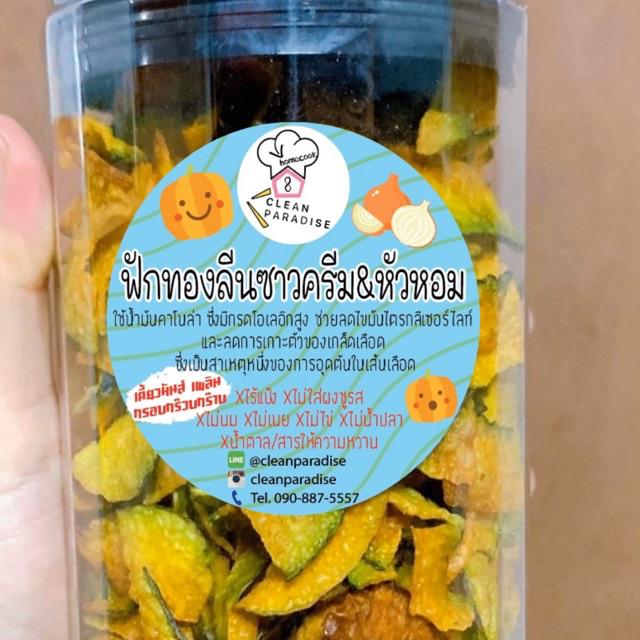 homecook
8
CLEAN
PARADISE
ฟักทองลีนซาวครีม&หัวหอม
ใช้น้ำมันคาโนล่า ซึ่งมีกรดโอเลอิกสูง ช่วยลดไขมันไตรกลีเซอร์ไลท์
และลดการเกาะตัวของเกล็ดเลือด
ซึ่งเป็นสาเหตุหนึ่งของการอุดตันในเส้นเลือด
เคี้ยวมันส์ เพลิน
กรอบกร๊วบกร๊าบ
Xไร้แป้ง Xไม่ใส่ผงชูรส
Xไม่นม Xไม่เนย Xไม่ไข่ Xไม่น้ำปลา
Xน้ำตาล/สารให้ความหวาน
LINE @cleanparadise
cleanparadise
Tel. 090-887-5557